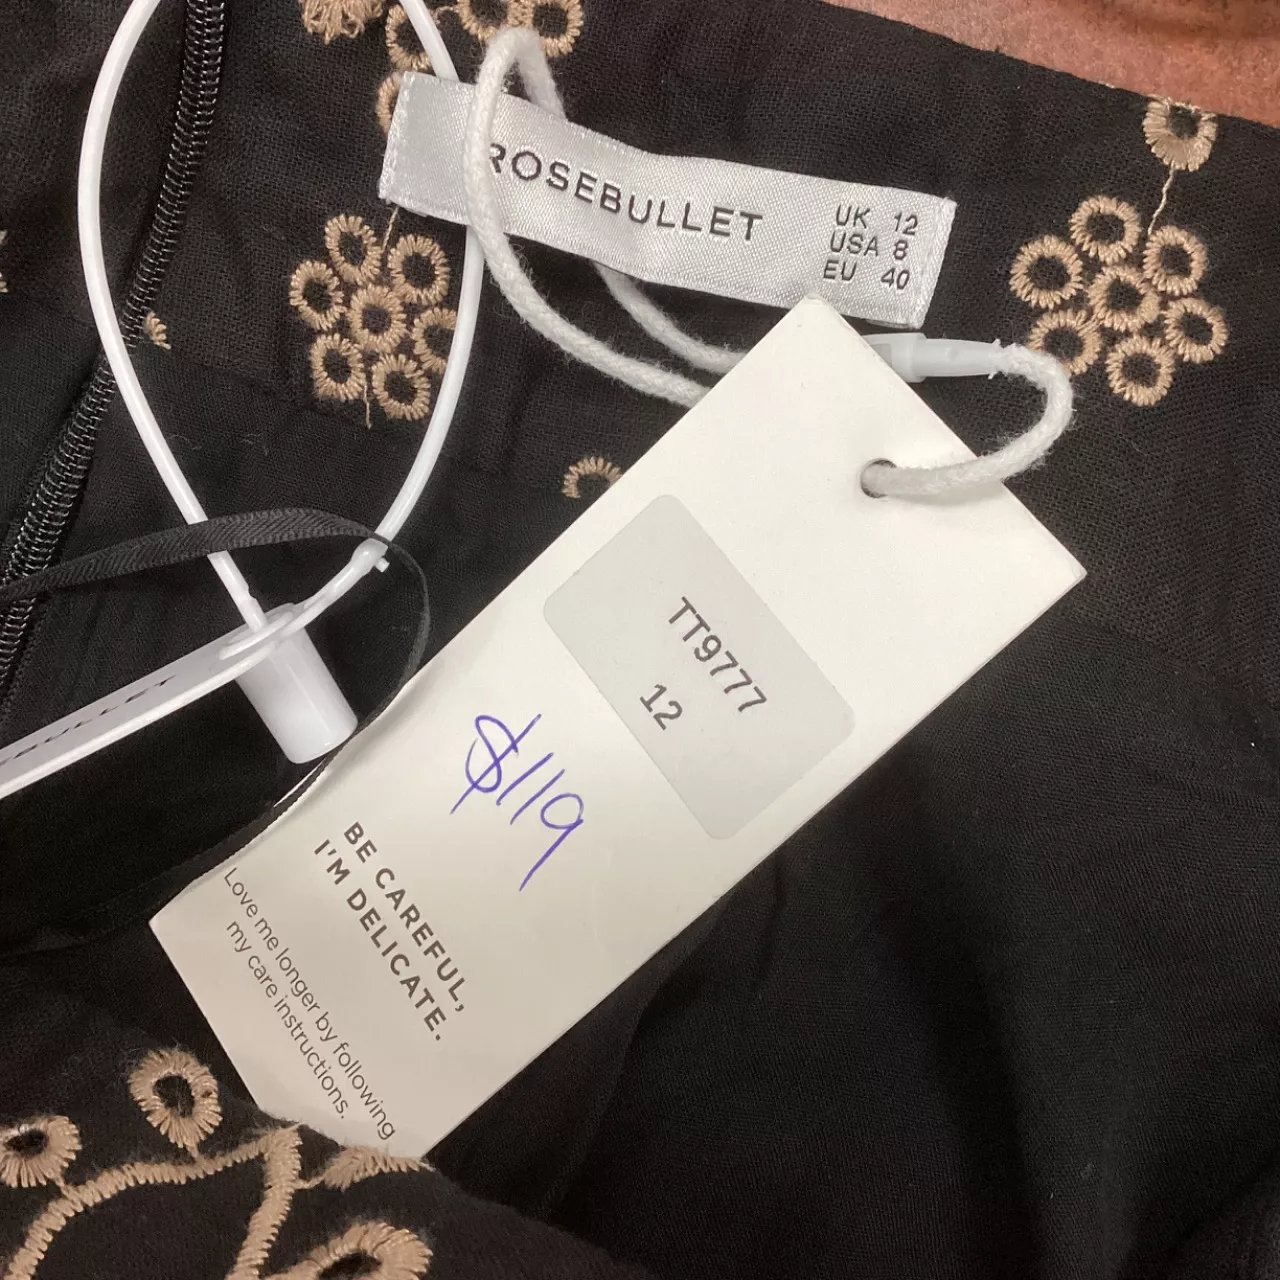 ROSEBULLET
UK 12
USA 8
EU 40
TT9777
12
$119
BE CAREFUL,
I'M DELICATE.
Love me longer by following
my care instructions.